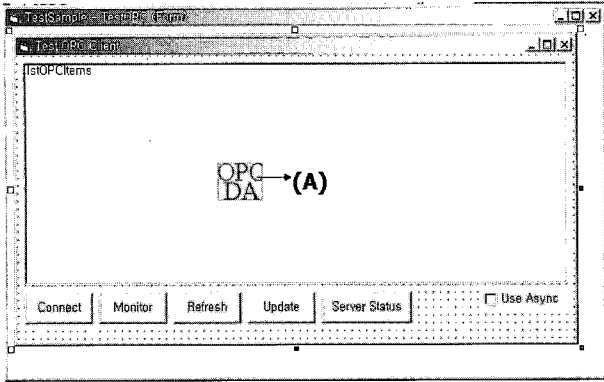 TestSample - TestOPC (Form)
Test OPC Client
lstOPCItems
OPC
DA
(A)
Connect
Monitor
Refresh
Update
Server Status
Use Async